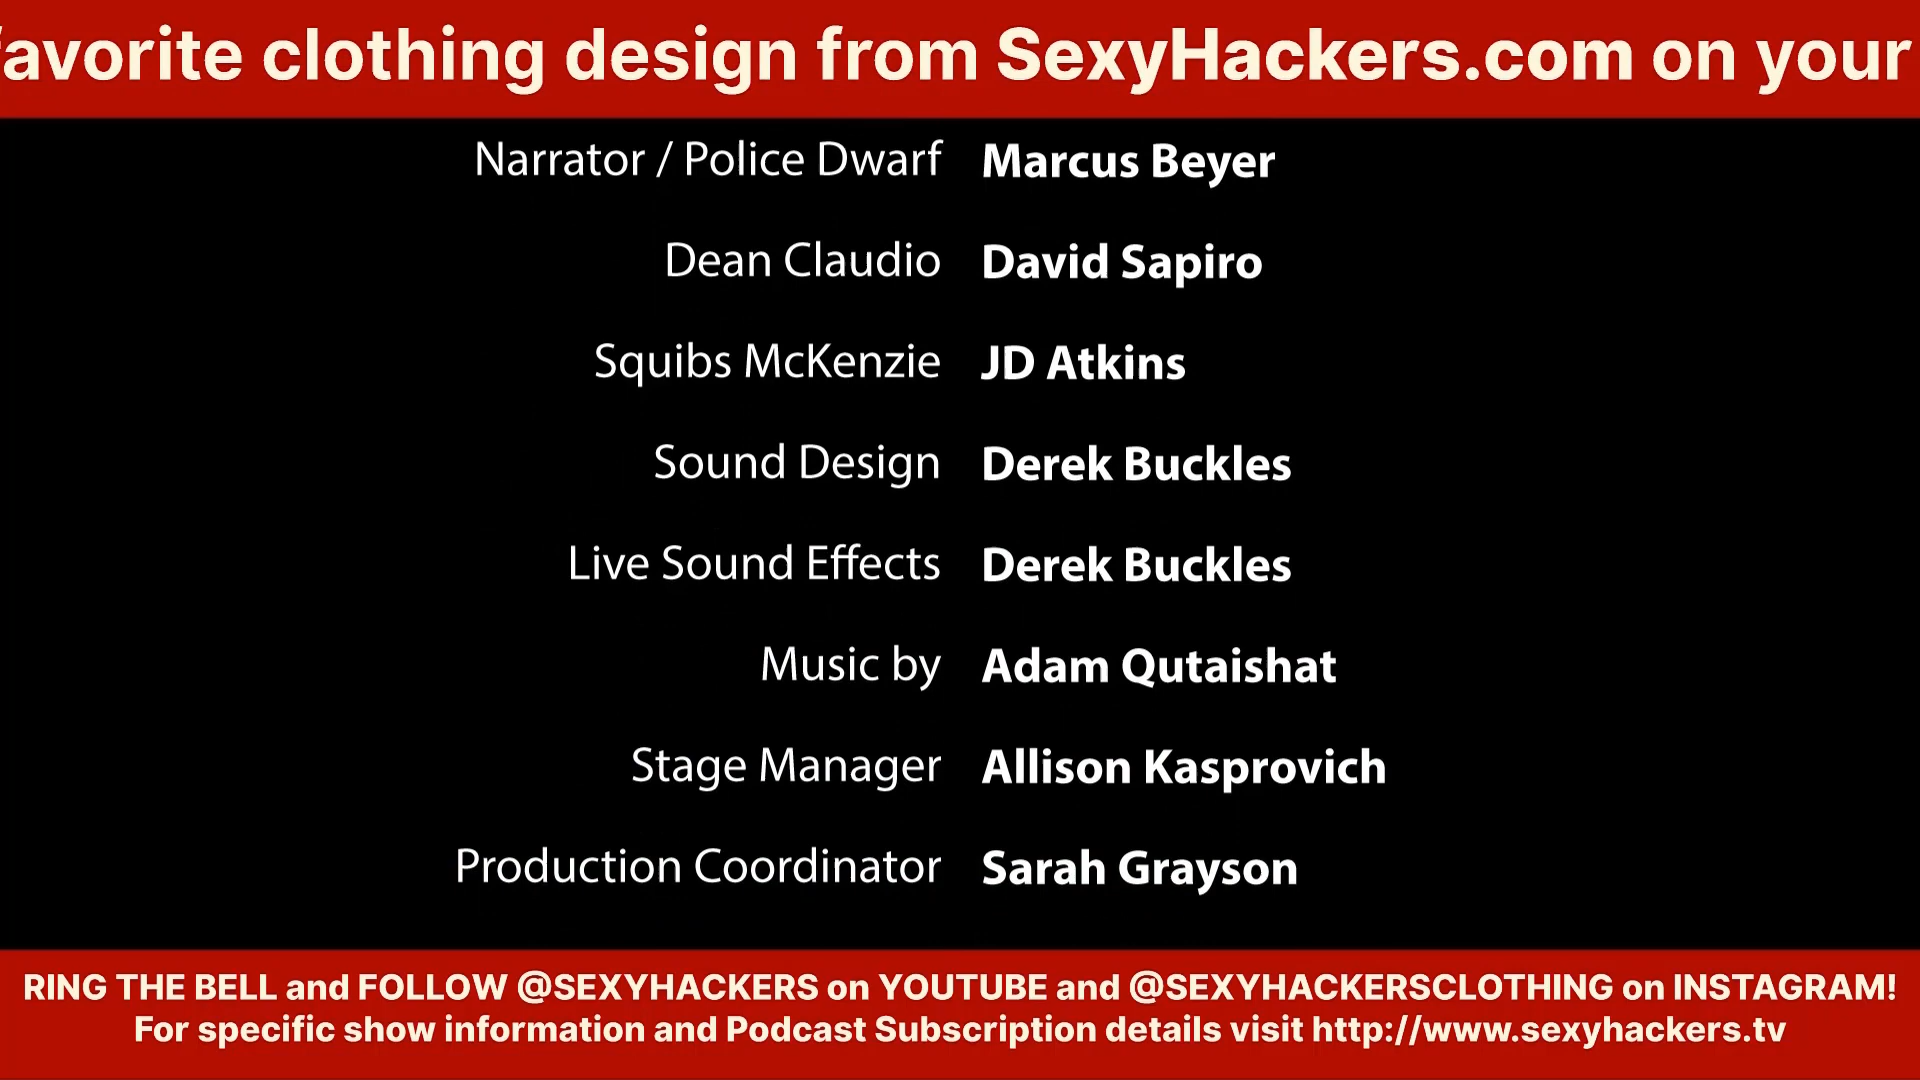 favorite clothing design from SexyHackers.com on your
Narrator / Police Dwarf Marcus Beyer
Dean Claudio David Sapiro
Squibs McKenzie JD Atkins
Sound Design Derek Buckles
Live Sound Effects Derek Buckles
Music by Adam Qutaishat
Stage Manager Allison Kasprovich
Production Coordinator Sarah Grayson
RING THE BELL and FOLLOW @SEXYHACKERS on YOUTUBE and @SEXYHACKERSCLOTHING on INSTAGRAM!
For specific show information and Podcast Subscription details visit http://www.sexyhackers.tv